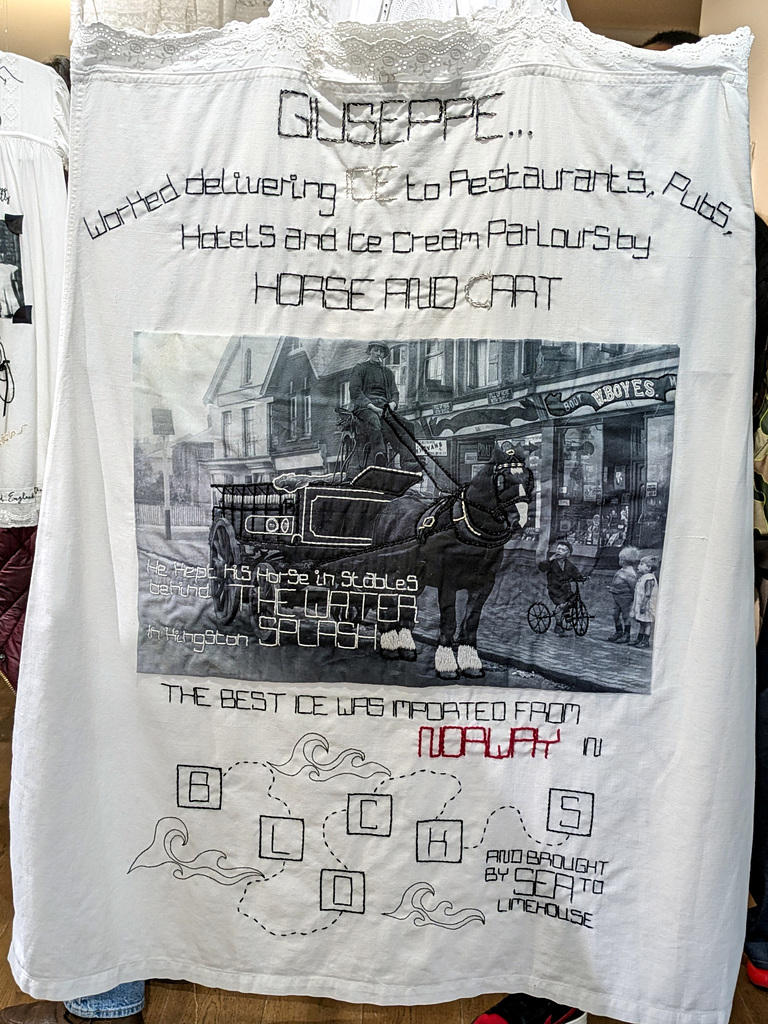 GIUSEPPE...
Worked delivering ICE to Restaurants, Pubs,
Hotels and Ice Cream Parlours by
HORSE AND CART
BODY W.BOYES.
He kept his Horse in Stables
behind THE WATER
in Kingston SPLASH
THE BEST ICE WAS IMPORTED FROM
NORWAY IN
B L O C K S
AND BROUGHT
BY SEA TO
LIMEHOUSE